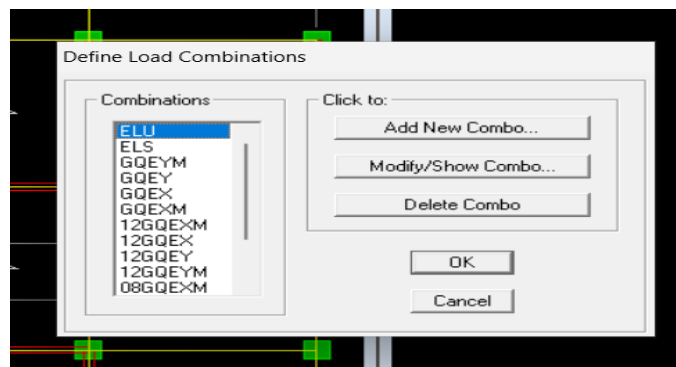 Define Load Combinations
Combinations
ELU
ELS
GQEYM
GQEY
GQEX
GQEXM
12GQEXM
12GQEX
12GQEY
12GQEYM
08GQEXM
Click to:
Add New Combo...
Modify/Show Combo...
Delete Combo
OK
Cancel